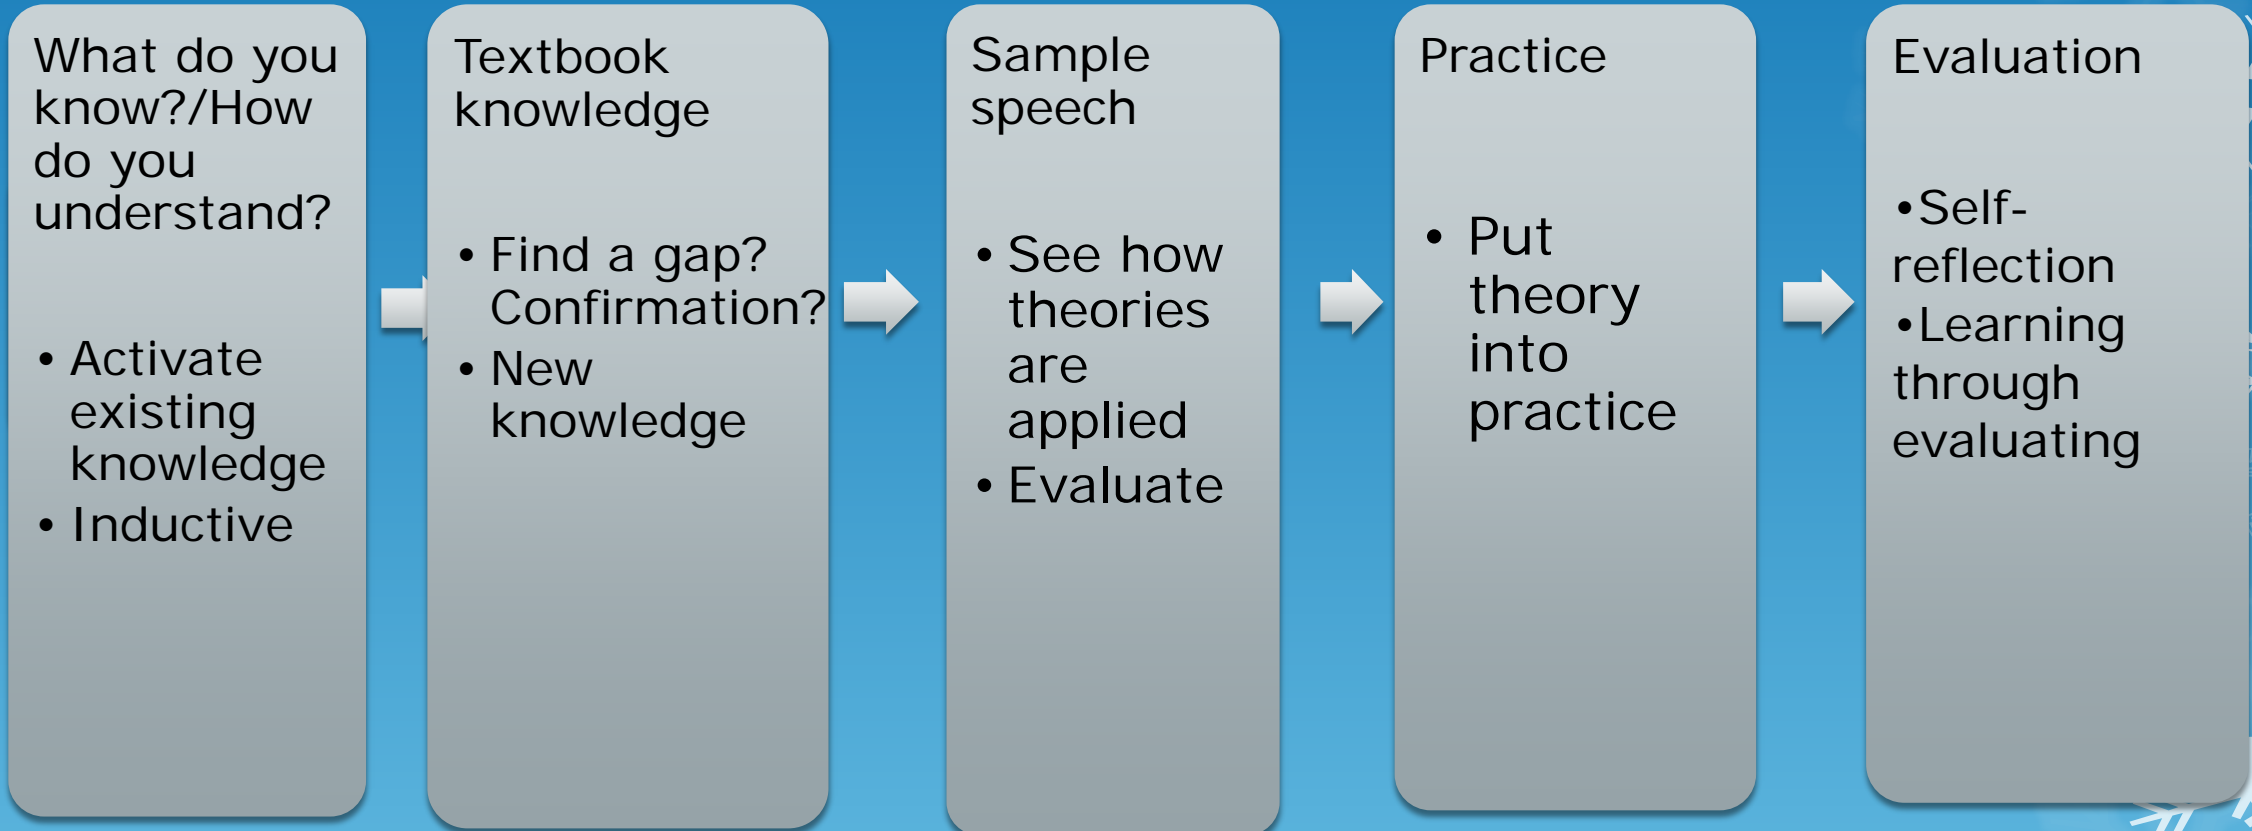 What do you
know?/How
do you
understand?
• Activate
existing
knowledge
• Inductive
Textbook
knowledge
• Find a gap?
Confirmation?
• New
knowledge
Sample
speech
• See how
theories
are
applied
• Evaluate
Practice
• Put
theory
into
practice
Evaluation
•Self-
reflection
•Learning
through
evaluating